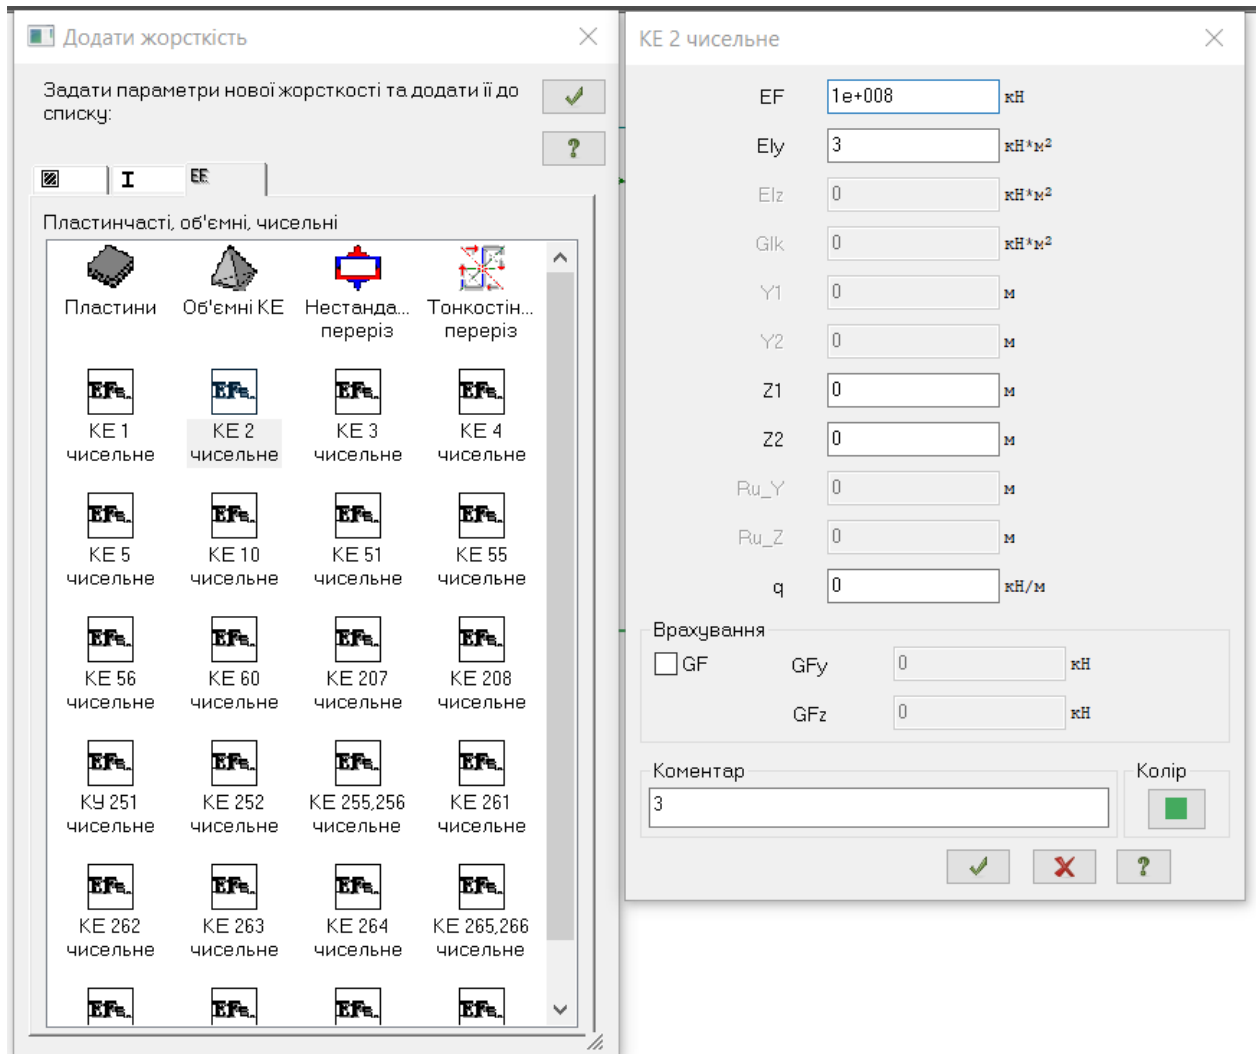 Додати жорсткість
Задати параметри нової жорсткості та додати її до
списку:
I
EE
Пластинчасті, об'ємні, чисельні
Пластини
Об'ємні КЕ
Нестанда...
переріз
Тонкостін...
переріз
КЕ 1
чисельне
КЕ 2
чисельне
КЕ 3
чисельне
КЕ 4
чисельне
КЕ 5
чисельне
КЕ 10
чисельне
КЕ 51
чисельне
КЕ 55
чисельне
КЕ 56
чисельне
КЕ 60
чисельне
КЕ 207
чисельне
КЕ 208
чисельне
КУ 251
чисельне
КЕ 252
чисельне
КЕ 255,256
чисельне
КЕ 261
чисельне
КЕ 262
чисельне
КЕ 263
чисельне
КЕ 264
чисельне
КЕ 265,266
чисельне
КЕ 2 чисельне
EF 1e+008 кН
EIy 3 кН*м²
EIz 0 кН*м²
GIk 0 кН*м²
Y1 0 м
Y2 0 м
Z1 0 м
Z2 0 м
Ru_Y 0 м
Ru_Z 0 м
q 0 кН/м
Врахування
GF GFy 0 кН
GFz 0 кН
Коментар
3
Колір